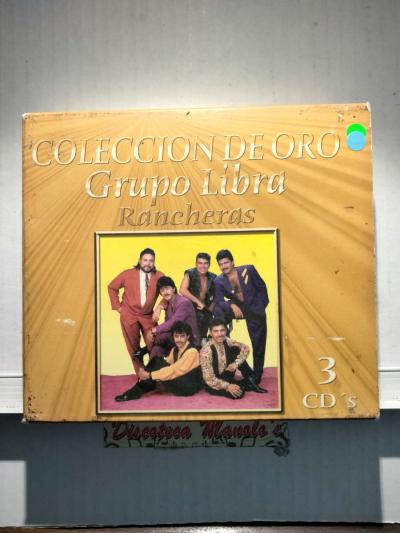 COLECCION DE ORO
Grupo Libra
Rancheras
3
CD´s
Discoteca Manolo's